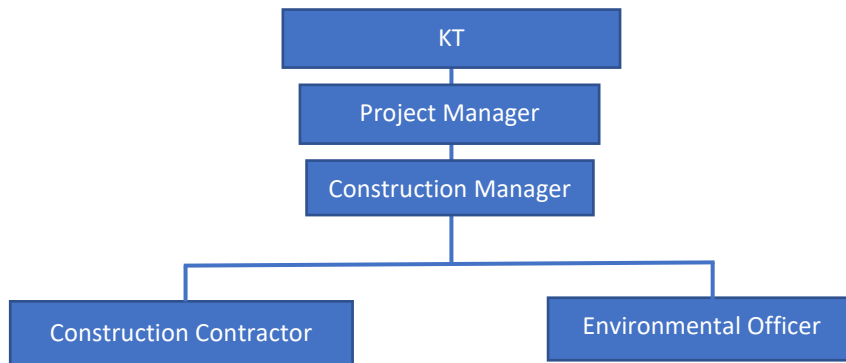 KT
Project Manager
Construction Manager
Construction Contractor
Environmental Officer